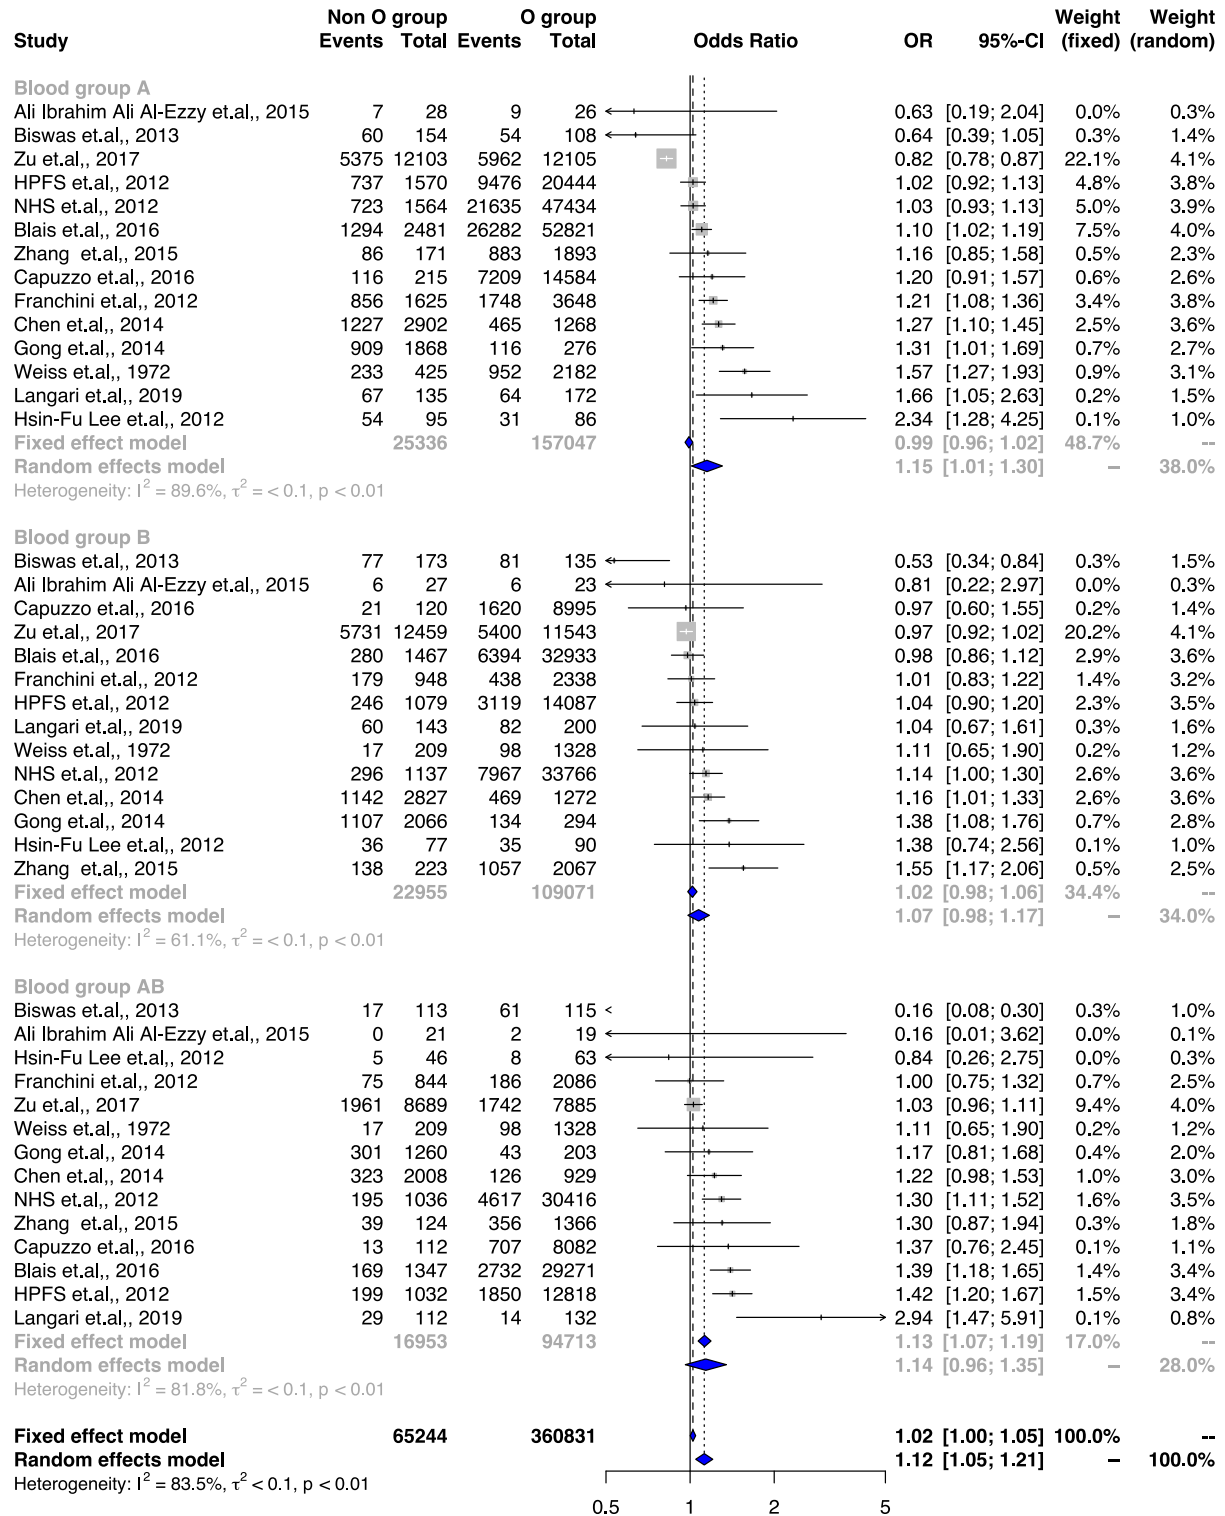 Non O group O group Weight Weight
Study Events Total Events Total Odds Ratio OR 95%-CI (fixed) (random)
Blood group A
Ali Ibrahim Ali Al-Ezzy et.al,, 2015 7 28 9 26 0.63 [0.19; 2.04] 0.0% 0.3%
Biswas et.al,, 2013 60 154 54 108 0.64 [0.39; 1.05] 0.3% 1.4%
Zu et.al,, 2017 5375 12103 5962 12105 0.82 [0.78; 0.87] 22.1% 4.1%
HPFS et.al,, 2012 737 1570 9476 20444 1.02 [0.92; 1.13] 4.8% 3.8%
NHS et.al,, 2012 723 1564 21635 47434 1.03 [0.93; 1.13] 5.0% 3.9%
Blais et.al,, 2016 1294 2481 26282 52821 1.10 [1.02; 1.19] 7.5% 4.0%
Zhang et.al,, 2015 86 171 883 1893 1.16 [0.85; 1.58] 0.5% 2.3%
Capuzzo et.al,, 2016 116 215 7209 14584 1.20 [0.91; 1.57] 0.6% 2.6%
Franchini et.al,, 2012 856 1625 1748 3648 1.21 [1.08; 1.36] 3.4% 3.8%
Chen et.al,, 2014 1227 2902 465 1268 1.27 [1.10; 1.45] 2.5% 3.6%
Gong et.al,, 2014 909 1868 116 276 1.31 [1.01; 1.69] 0.7% 2.7%
Weiss et.al,, 1972 233 425 952 2182 1.57 [1.27; 1.93] 0.9% 3.1%
Langari et.al,, 2019 67 135 64 172 1.66 [1.05; 2.63] 0.2% 1.5%
Hsin-Fu Lee et.al,, 2012 54 95 31 86 2.34 [1.28; 4.25] 0.1% 1.0%
Fixed effect model 25336 157047 0.99 [0.96; 1.02] 48.7% --
Random effects model 1.15 [1.01; 1.30] – 38.0%
Heterogeneity: I² = 89.6%, τ² = < 0.1, p < 0.01
Blood group B
Biswas et.al,, 2013 77 173 81 135 0.53 [0.34; 0.84] 0.3% 1.5%
Ali Ibrahim Ali Al-Ezzy et.al,, 2015 6 27 6 23 0.81 [0.22; 2.97] 0.0% 0.3%
Capuzzo et.al,, 2016 21 120 1620 8995 0.97 [0.60; 1.55] 0.2% 1.4%
Zu et.al,, 2017 5731 12459 5400 11543 0.97 [0.92; 1.02] 20.2% 4.1%
Blais et.al,, 2016 280 1467 6394 32933 0.98 [0.86; 1.12] 2.9% 3.6%
Franchini et.al,, 2012 179 948 438 2338 1.01 [0.83; 1.22] 1.4% 3.2%
HPFS et.al,, 2012 246 1079 3119 14087 1.04 [0.90; 1.20] 2.3% 3.5%
Langari et.al,, 2019 60 143 82 200 1.04 [0.67; 1.61] 0.3% 1.6%
Weiss et.al,, 1972 17 209 98 1328 1.11 [0.65; 1.90] 0.2% 1.2%
NHS et.al,, 2012 296 1137 7967 33766 1.14 [1.00; 1.30] 2.6% 3.6%
Chen et.al,, 2014 1142 2827 469 1272 1.16 [1.01; 1.33] 2.6% 3.6%
Gong et.al,, 2014 1107 2066 134 294 1.38 [1.08; 1.76] 0.7% 2.8%
Hsin-Fu Lee et.al,, 2012 36 77 35 90 1.38 [0.74; 2.56] 0.1% 1.0%
Zhang et.al,, 2015 138 223 1057 2067 1.55 [1.17; 2.06] 0.5% 2.5%
Fixed effect model 22955 109071 1.02 [0.98; 1.06] 34.4% --
Random effects model 1.07 [0.98; 1.17] – 34.0%
Heterogeneity: I² = 61.1%, τ² = < 0.1, p < 0.01
Blood group AB
Biswas et.al,, 2013 17 113 61 115 0.16 [0.08; 0.30] 0.3% 1.0%
Ali Ibrahim Ali Al-Ezzy et.al,, 2015 0 21 2 19 0.16 [0.01; 3.62] 0.0% 0.1%
Hsin-Fu Lee et.al,, 2012 5 46 8 63 0.84 [0.26; 2.75] 0.0% 0.3%
Franchini et.al,, 2012 75 844 186 2086 1.00 [0.75; 1.32] 0.7% 2.5%
Zu et.al,, 2017 1961 8689 1742 7885 1.03 [0.96; 1.11] 9.4% 4.0%
Weiss et.al,, 1972 17 209 98 1328 1.11 [0.65; 1.90] 0.2% 1.2%
Gong et.al,, 2014 301 1260 43 203 1.17 [0.81; 1.68] 0.4% 2.0%
Chen et.al,, 2014 323 2008 126 929 1.22 [0.98; 1.53] 1.0% 3.0%
NHS et.al,, 2012 195 1036 4617 30416 1.30 [1.11; 1.52] 1.6% 3.5%
Zhang et.al,, 2015 39 124 356 1366 1.30 [0.87; 1.94] 0.3% 1.8%
Capuzzo et.al,, 2016 13 112 707 8082 1.37 [0.76; 2.45] 0.1% 1.1%
Blais et.al,, 2016 169 1347 2732 29271 1.39 [1.18; 1.65] 1.4% 3.4%
HPFS et.al,, 2012 199 1032 1850 12818 1.42 [1.20; 1.67] 1.5% 3.4%
Langari et.al,, 2019 29 112 14 132 2.94 [1.47; 5.91] 0.1% 0.8%
Fixed effect model 16953 94713 1.13 [1.07; 1.19] 17.0% --
Random effects model 1.14 [0.96; 1.35] – 28.0%
Heterogeneity: I² = 81.8%, τ² = < 0.1, p < 0.01
Fixed effect model 65244 360831 1.02 [1.00; 1.05] 100.0% --
Random effects model 1.12 [1.05; 1.21] – 100.0%
Heterogeneity: I² = 83.5%, τ² < 0.1, p < 0.01
0.5 1 2 5